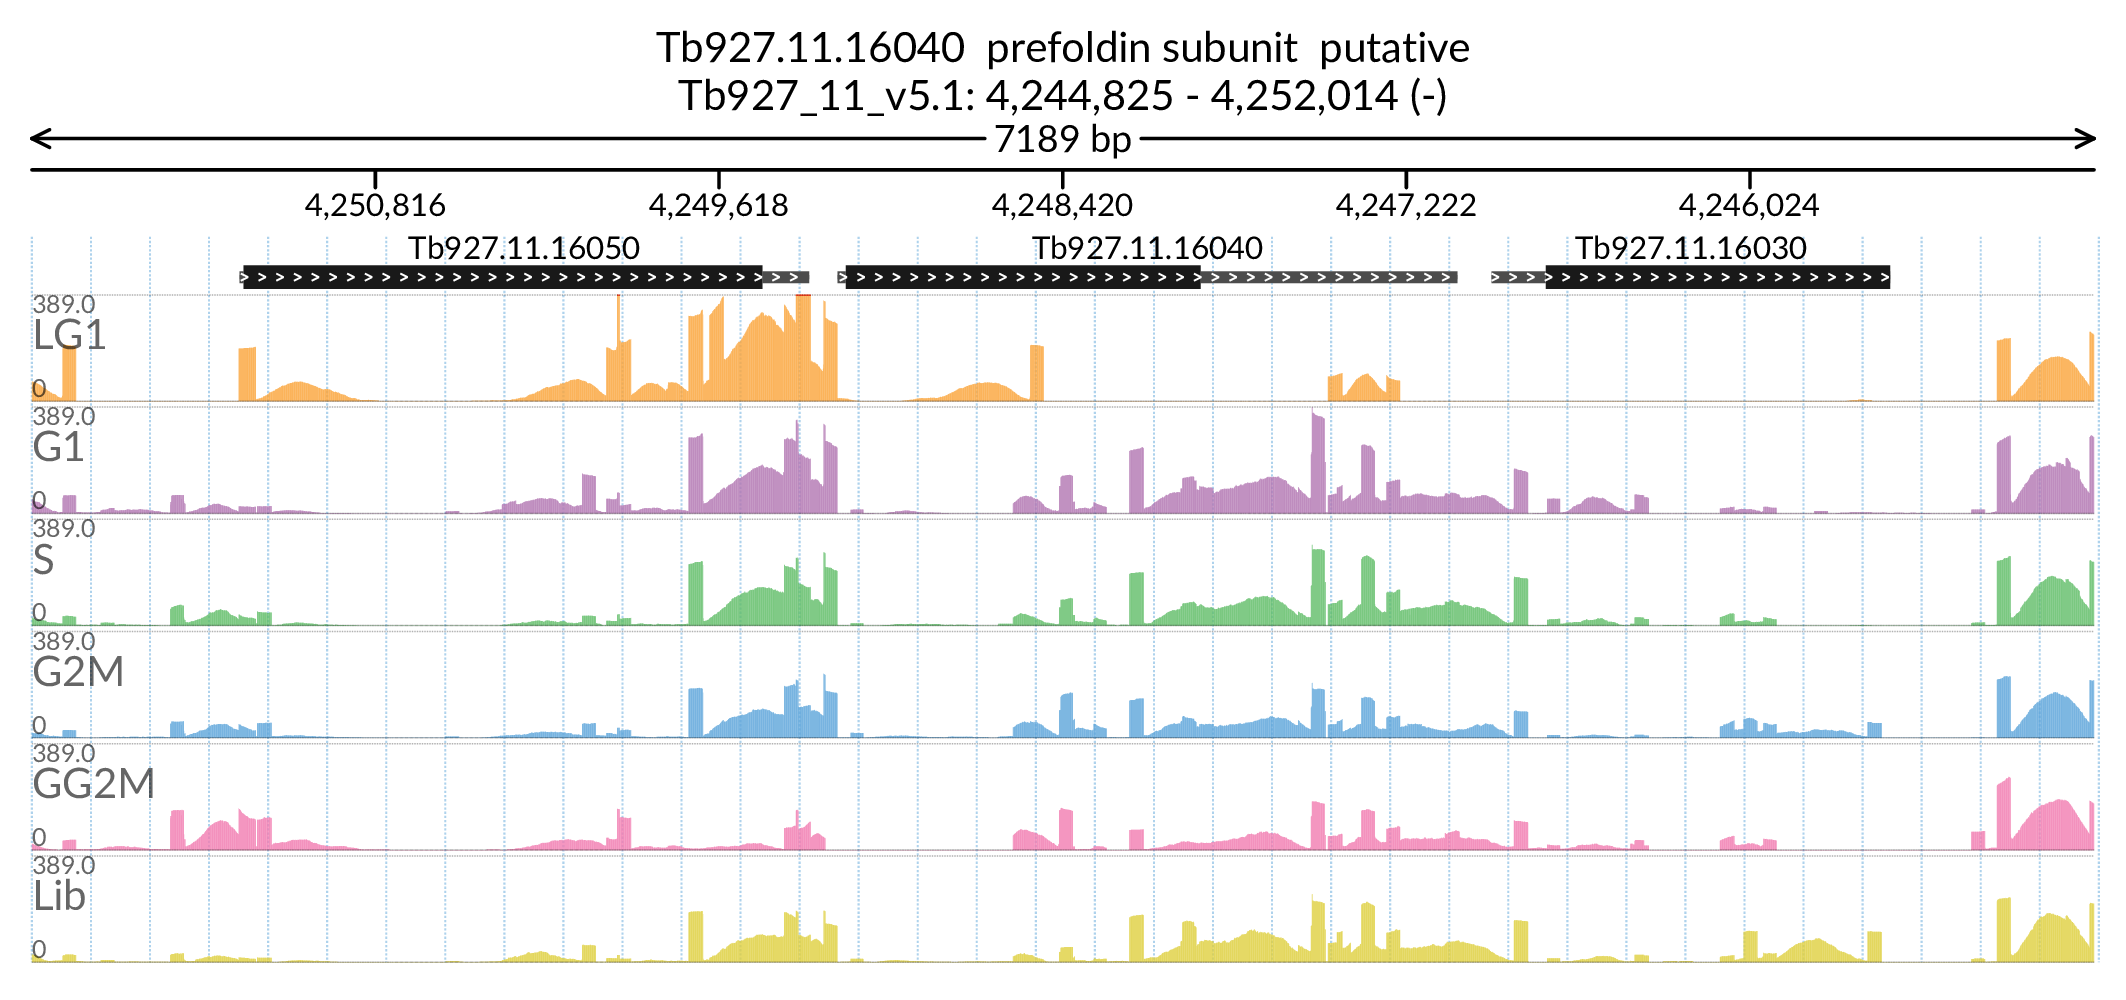 Tb927.11.16040  prefoldin subunit  putative
Tb927_11_v5.1: 4,244,825 - 4,252,014 (-)
7189 bp
4,250,816 4,249,618 4,248,420 4,247,222 4,246,024
Tb927.11.16050 Tb927.11.16040 Tb927.11.16030
389.0
LG1
0
389.0
G1
0
389.0
S
0
389.0
G2M
0
389.0
GG2M
0
389.0
Lib
0